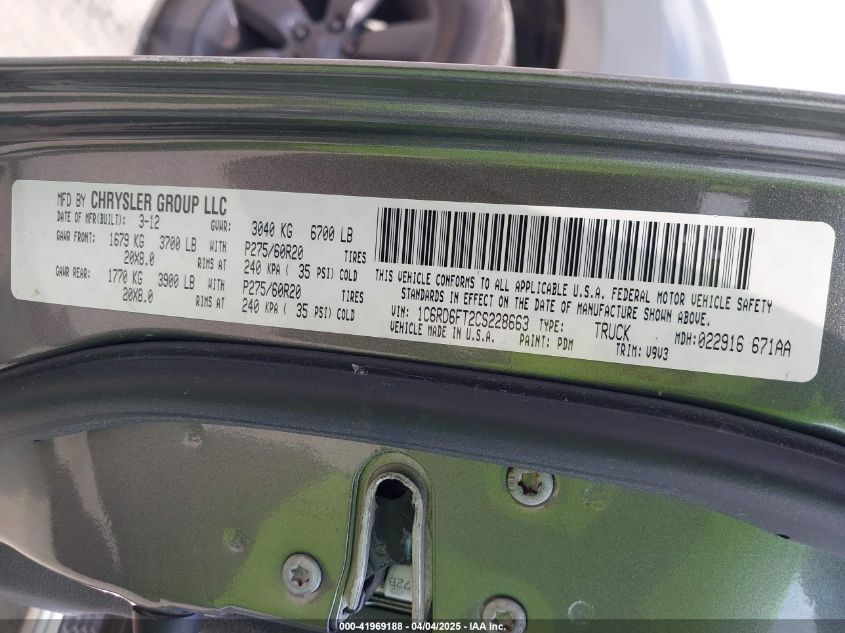 MFD BY CHRYSLER GROUP LLC
DATE OF MFR(BUILT): 3-12 GVWR: 3040 KG 6700 LB
GAWR FRONT: 1679 KG 3700 LB WITH P275/60R20 TIRES
20X8.0 RIMS AT 240 KPA ( 35 PSI) COLD
GAWR REAR: 1770 KG 3900 LB WITH P275/60R20 TIRES
20X8.0 RIMS AT 240 KPA ( 35 PSI) COLD
THIS VEHICLE CONFORMS TO ALL APPLICABLE U.S.A. FEDERAL MOTOR VEHICLE SAFETY
STANDARDS IN EFFECT ON THE DATE OF MANUFACTURE SHOWN ABOVE.
VIN: 1C6RD6FT2CS228663 TYPE: TRUCK MDH: 022916 671AA
VEHICLE MADE IN U.S.A. PAINT: PDM TRIM: V9V3
000-41969188 - 04/04/2025 - IAA Inc.